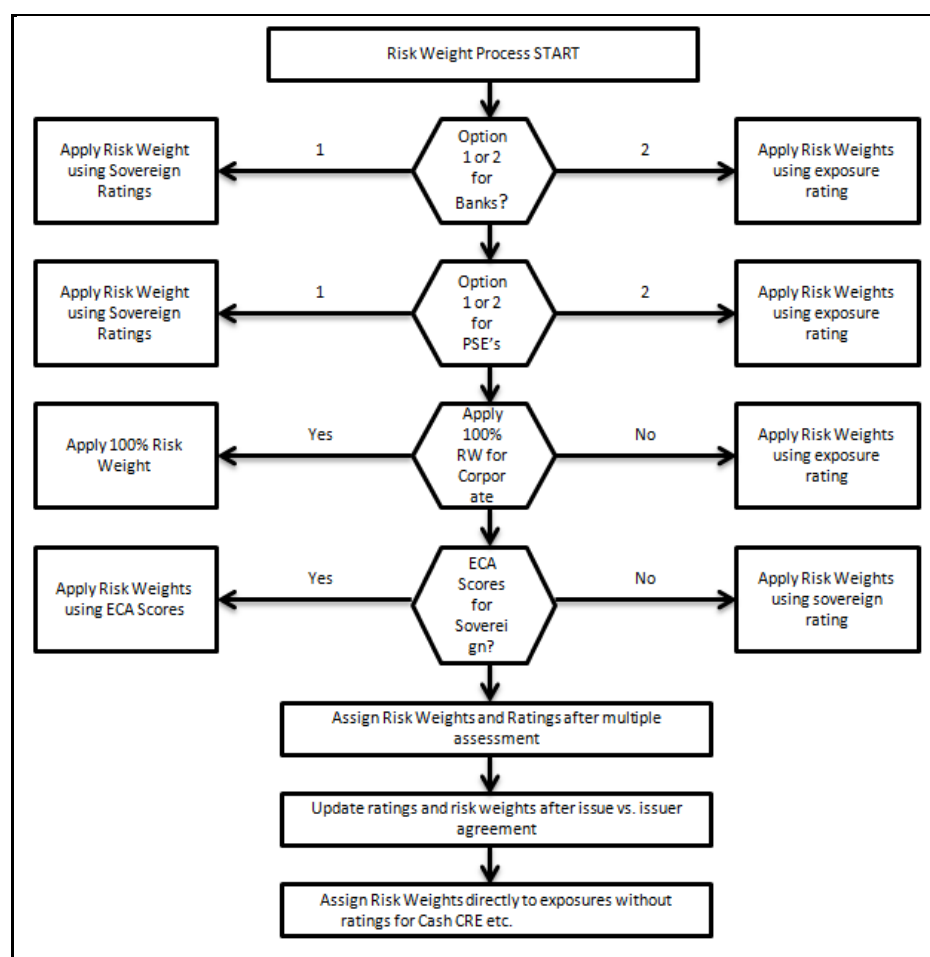 Risk Weight Process START
Apply Risk Weight
using Sovereign
Ratings
1
Option
1 or 2
for
Banks?
2
Apply Risk Weights
using exposure
rating
Apply Risk Weight
using Sovereign
Ratings
1
Option
1 or 2
for
PSE's
2
Apply Risk Weights
using exposure
rating
Apply 100% Risk
Weight
Yes
Apply
100%
RW for
Corpor
ate
No
Apply Risk Weights
using exposure
rating
Apply Risk Weights
using ECA Scores
Yes
ECA
Scores
for
Soverei
gn?
No
Apply Risk Weights
using sovereign
rating
Assign Risk Weights and Ratings after multiple
assessment
Update ratings and risk weights after issue vs. issuer
agreement
Assign Risk Weights directly to exposures without
ratings for Cash CRE etc.